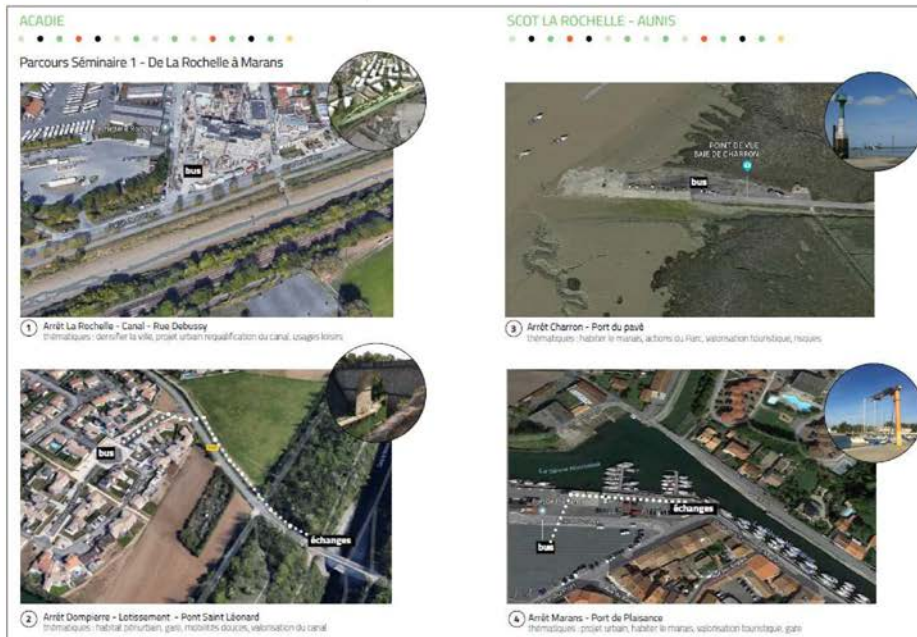 ACADIE
SCOT LA ROCHELLE - AUNIS
Parcours Séminaire 1 - De La Rochelle à Marans
bus
1 Arrêt La Rochelle - Canal - Rue Debussy
thématiques : densifier la ville, projet urbain requalification du canal, usages loisirs
bus
échanges
2 Arrêt Dompierre - Lotissement - Pont Saint Léonard
thématiques : habitat périurbain, gare, mobilités douces, valorisation du canal
POINT DE VUE
BAIE DE CHARRON
bus
3 Arrêt Charron - Port du pavé
thématiques : habiter le marais, actions du Parc, valorisation touristique, risques
La Sèvre Niortaise
échanges
bus
4 Arrêt Marans - Port de Plaisance
thématiques : projet urbain, habiter le marais, valorisation touristique, gare